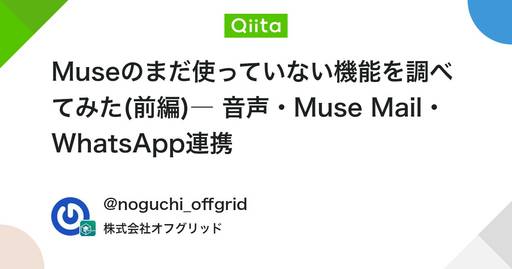 Qiita
Museのまだ使っていない機能を調べ
てみた(前編)― 音声・Muse Mail・
WhatsApp連携
@noguchi_offgrid
株式会社オフグリッド